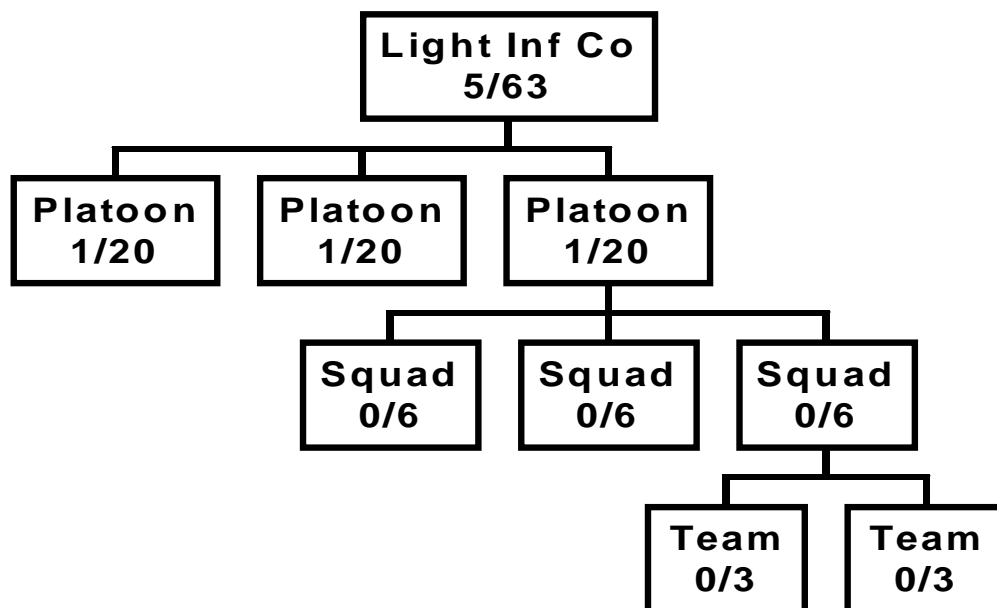 Light Inf Co
5/63
Platoon
1/20
Platoon
1/20
Platoon
1/20
Squad
0/6
Squad
0/6
Squad
0/6
Team
0/3
Team
0/3